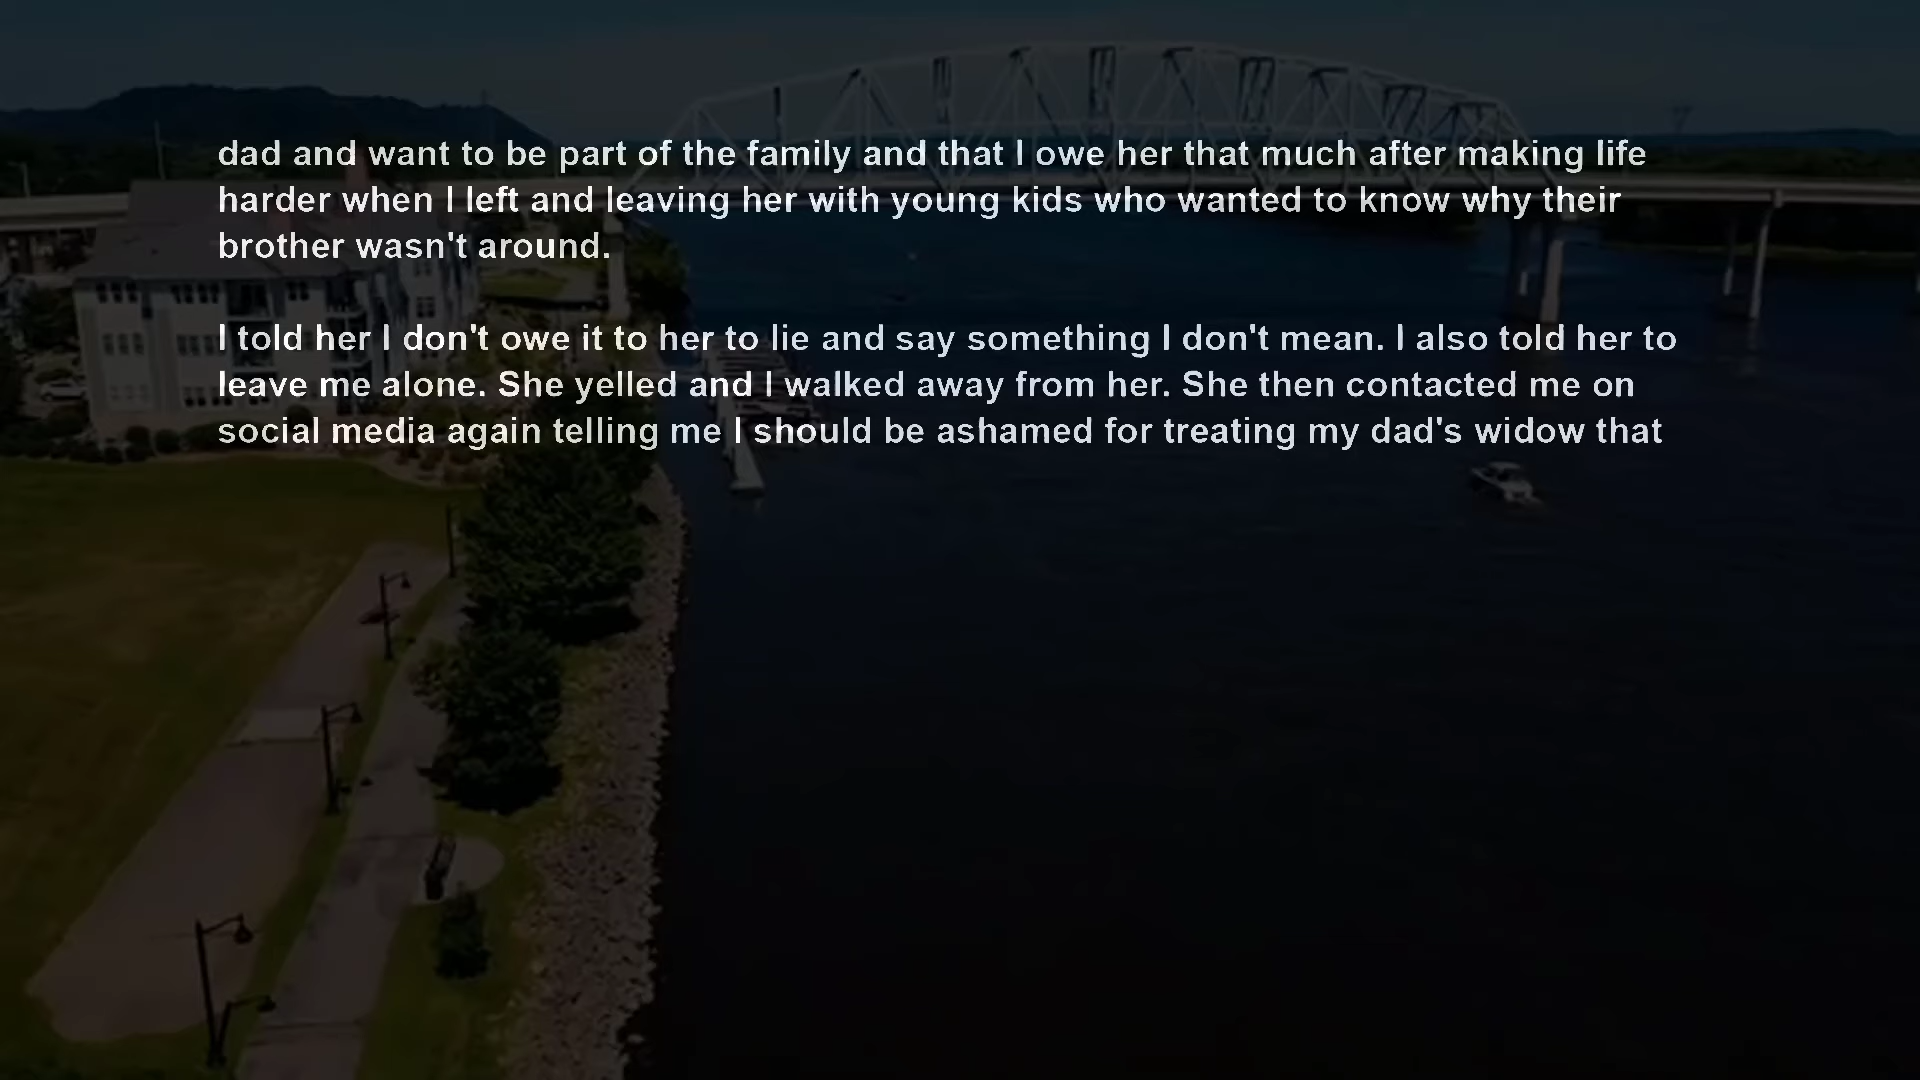 dad and want to be part of the family and that I owe her that much after making life
harder when I left and leaving her with young kids who wanted to know why their
brother wasn't around.
I told her I don't owe it to her to lie and say something I don't mean. I also told her to
leave me alone. She yelled and I walked away from her. She then contacted me on
social media again telling me I should be ashamed for treating my dad's widow that